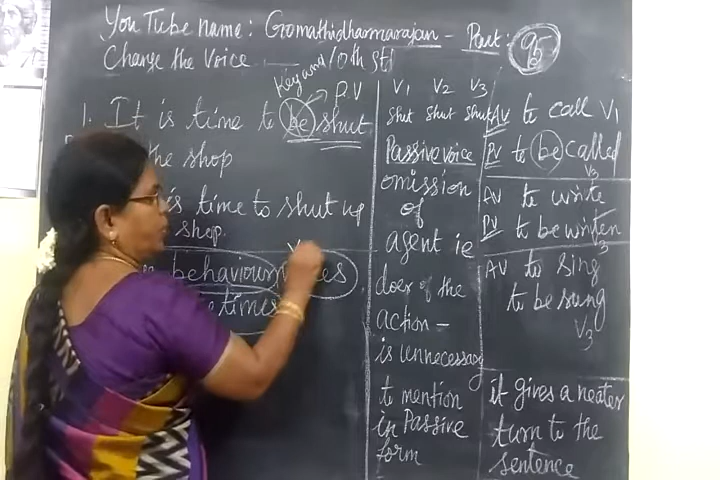 YouTube name: Gomathidharmarajan - Part: 95
Change the Voice
/10th std
Keyword
P.V
1. It is time to be shut
the shop
is time to shut up
shop.
behaviour
times
V1 V2 V3
Shut Shut Shut
Passive voice
omission
of
agent ie
doer of the
action -
is unnecessary
to mention
in Passive
form
AV to call V1
PV to be called
V3
AV to write
PV to be written
3
AV to sing
to be sung
V3
it gives a neater
turn to the
sentence